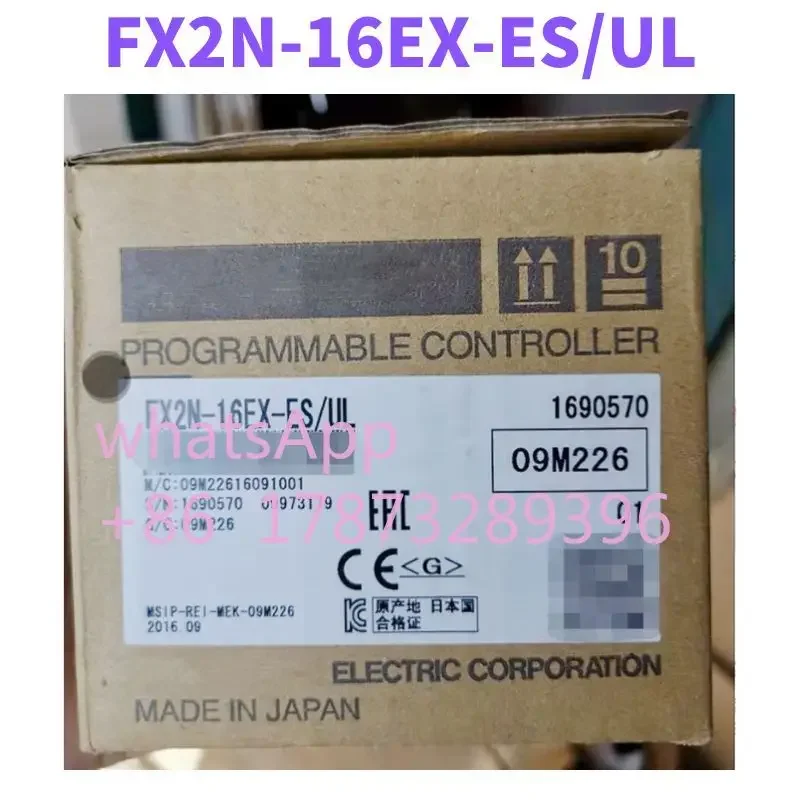 FX2N-16EX-ES/UL
10
PROGRAMMABLE CONTROLLER
FX2N-16EX-ES/UL 1690570
whatsApp
09M226
M/C:09M22616091001
S/N:1690570
+86 17873289396
G/C:09M226
EAC
01
CE <G>
MSIP-REI-MEK-09M226
2016.09
原产地 日本国
合格证
ELECTRIC CORPORATION
MADE IN JAPAN